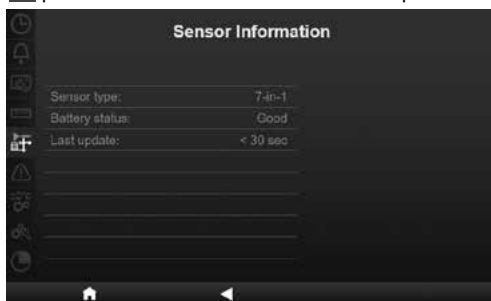 Sensor Information
Sensor type: 7-in-1
Battery status: Good
Last update: < 30 sec